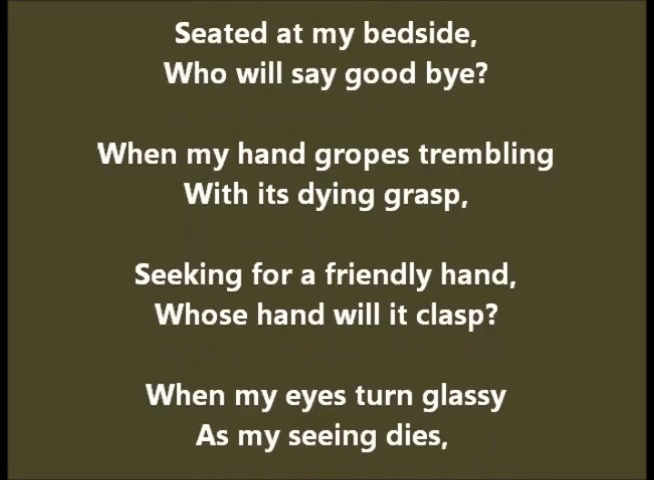 Seated at my bedside,
Who will say good bye?
When my hand gropes trembling
With its dying grasp,
Seeking for a friendly hand,
Whose hand will it clasp?
When my eyes turn glassy
As my seeing dies,